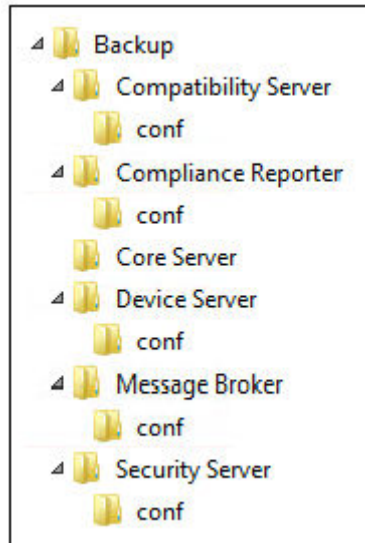 Backup
Compatibility Server
conf
Compliance Reporter
conf
Core Server
Device Server
conf
Message Broker
conf
Security Server
conf